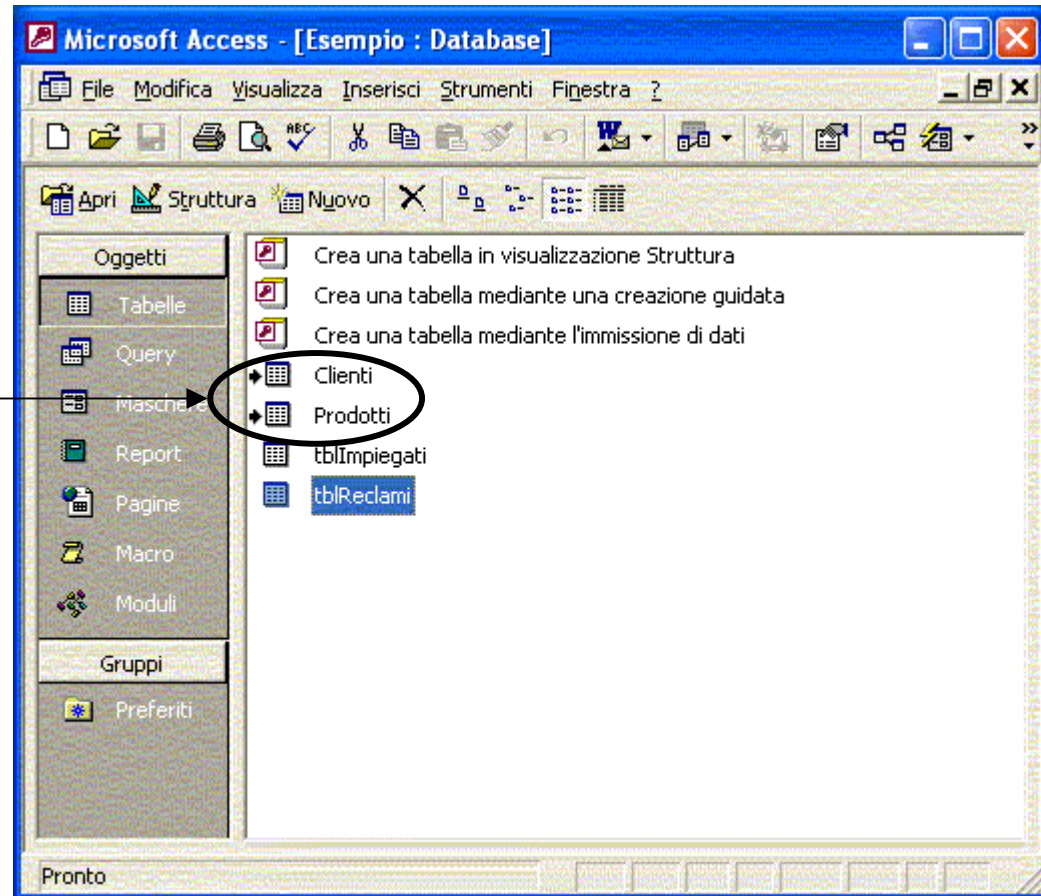 Microsoft Access - [Esempio : Database]
File Modifica Visualizza Inserisci Strumenti Finestra ?
ABC W
Apri Struttura Nuovo
Oggetti
Tabelle
Query
Maschere
Report
Pagine
Macro
Moduli
Gruppi
Preferiti
Crea una tabella in visualizzazione Struttura
Crea una tabella mediante una creazione guidata
Crea una tabella mediante l'immissione di dati
Clienti
Prodotti
tblImpiegati
tblReclami
Pronto